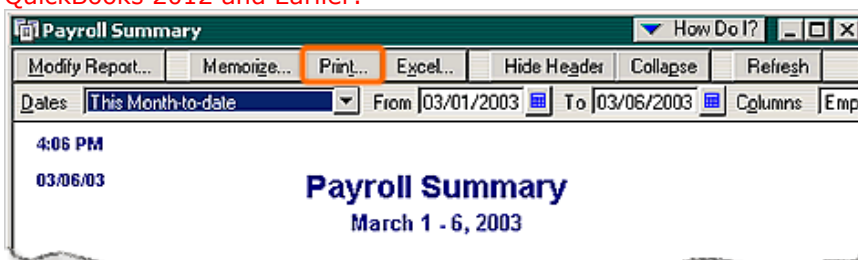 QuickBooks 2012 and Earlier:
Payroll Summary How Do I?
Modify Report... Memorize... Print... Excel... Hide Header Collapse Refresh
Dates This Month-to-date From 03/01/2003 To 03/06/2003 Columns Emp
4:06 PM
03/06/03
Payroll Summary
March 1 - 6, 2003